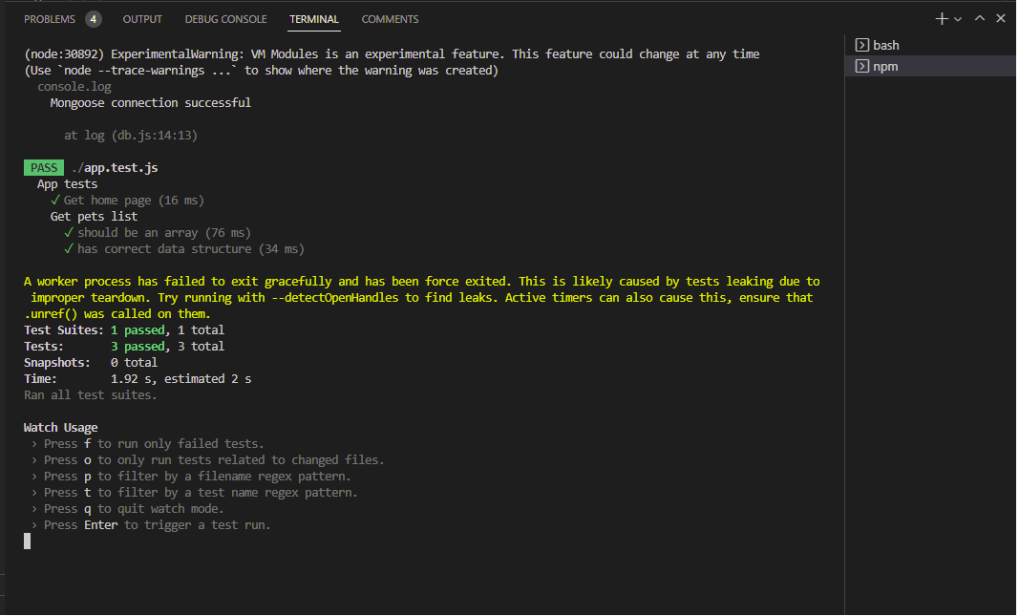 PROBLEMS 4 OUTPUT DEBUG CONSOLE TERMINAL COMMENTS
(node:30892) ExperimentalWarning: VM Modules is an experimental feature. This feature could change at any time
(Use `node --trace-warnings ...` to show where the warning was created)
console.log
Mongoose connection successful
at log (db.js:14:13)
PASS ./app.test.js
App tests
√ Get home page (16 ms)
Get pets list
√ should be an array (76 ms)
√ has correct data structure (34 ms)
A worker process has failed to exit gracefully and has been force exited. This is likely caused by tests leaking due to
improper teardown. Try running with --detectOpenHandles to find leaks. Active timers can also cause this, ensure that
.unref() was called on them.
Test Suites: 1 passed, 1 total
Tests: 3 passed, 3 total
Snapshots: 0 total
Time: 1.92 s, estimated 2 s
Ran all test suites.
Watch Usage
› Press f to run only failed tests.
› Press o to only run tests related to changed files.
› Press p to filter by a filename regex pattern.
› Press t to filter by a test name regex pattern.
› Press q to quit watch mode.
› Press Enter to trigger a test run.
bash
npm